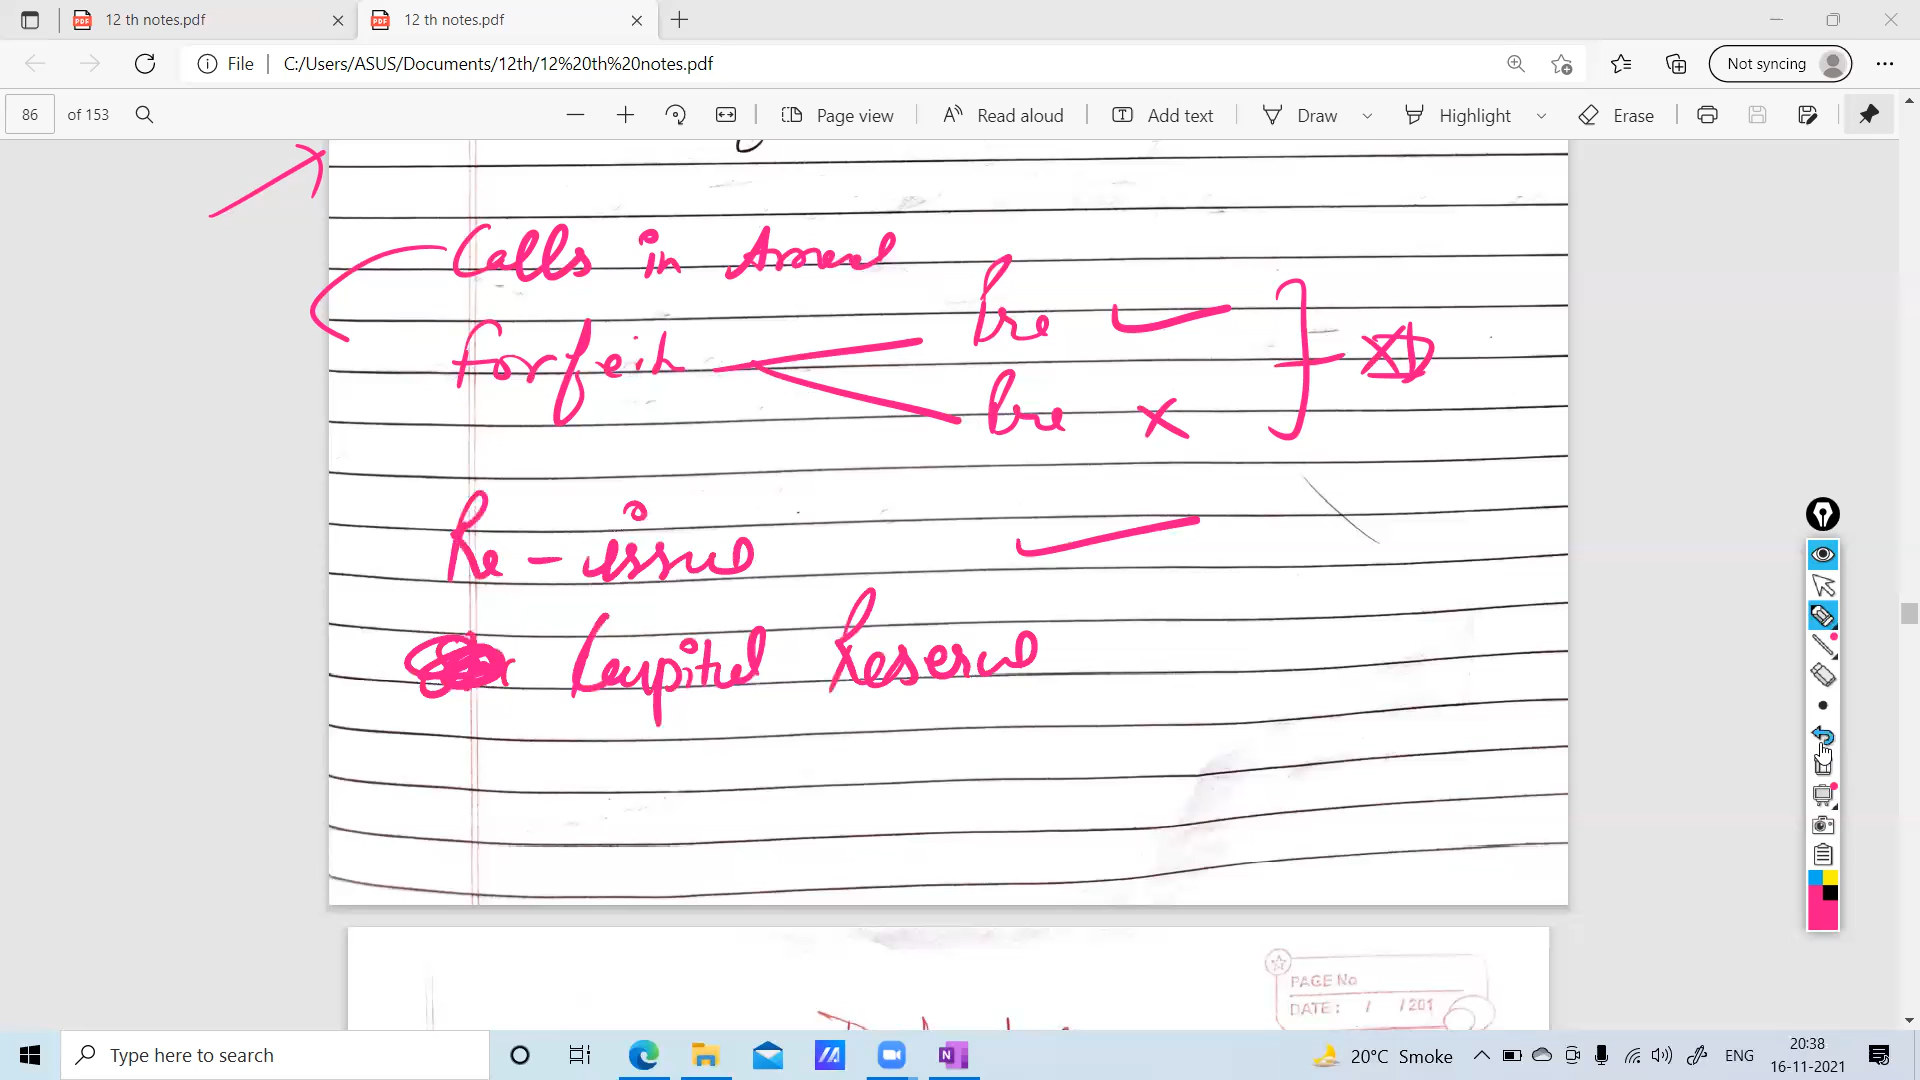 12 th notes.pdf
12 th notes.pdf
File
C:/Users/ASUS/Documents/12th/12%20th%20notes.pdf
Not syncing
86 of 153
Page view
Read aloud
Add text
Draw
Highlight
Erase
Calls in Arrear
Forfeit
Re-issue
Capital Reserve
PAGE No
DATE: / /201
Type here to search
20°C Smoke
ENG
20:38
16-11-2021